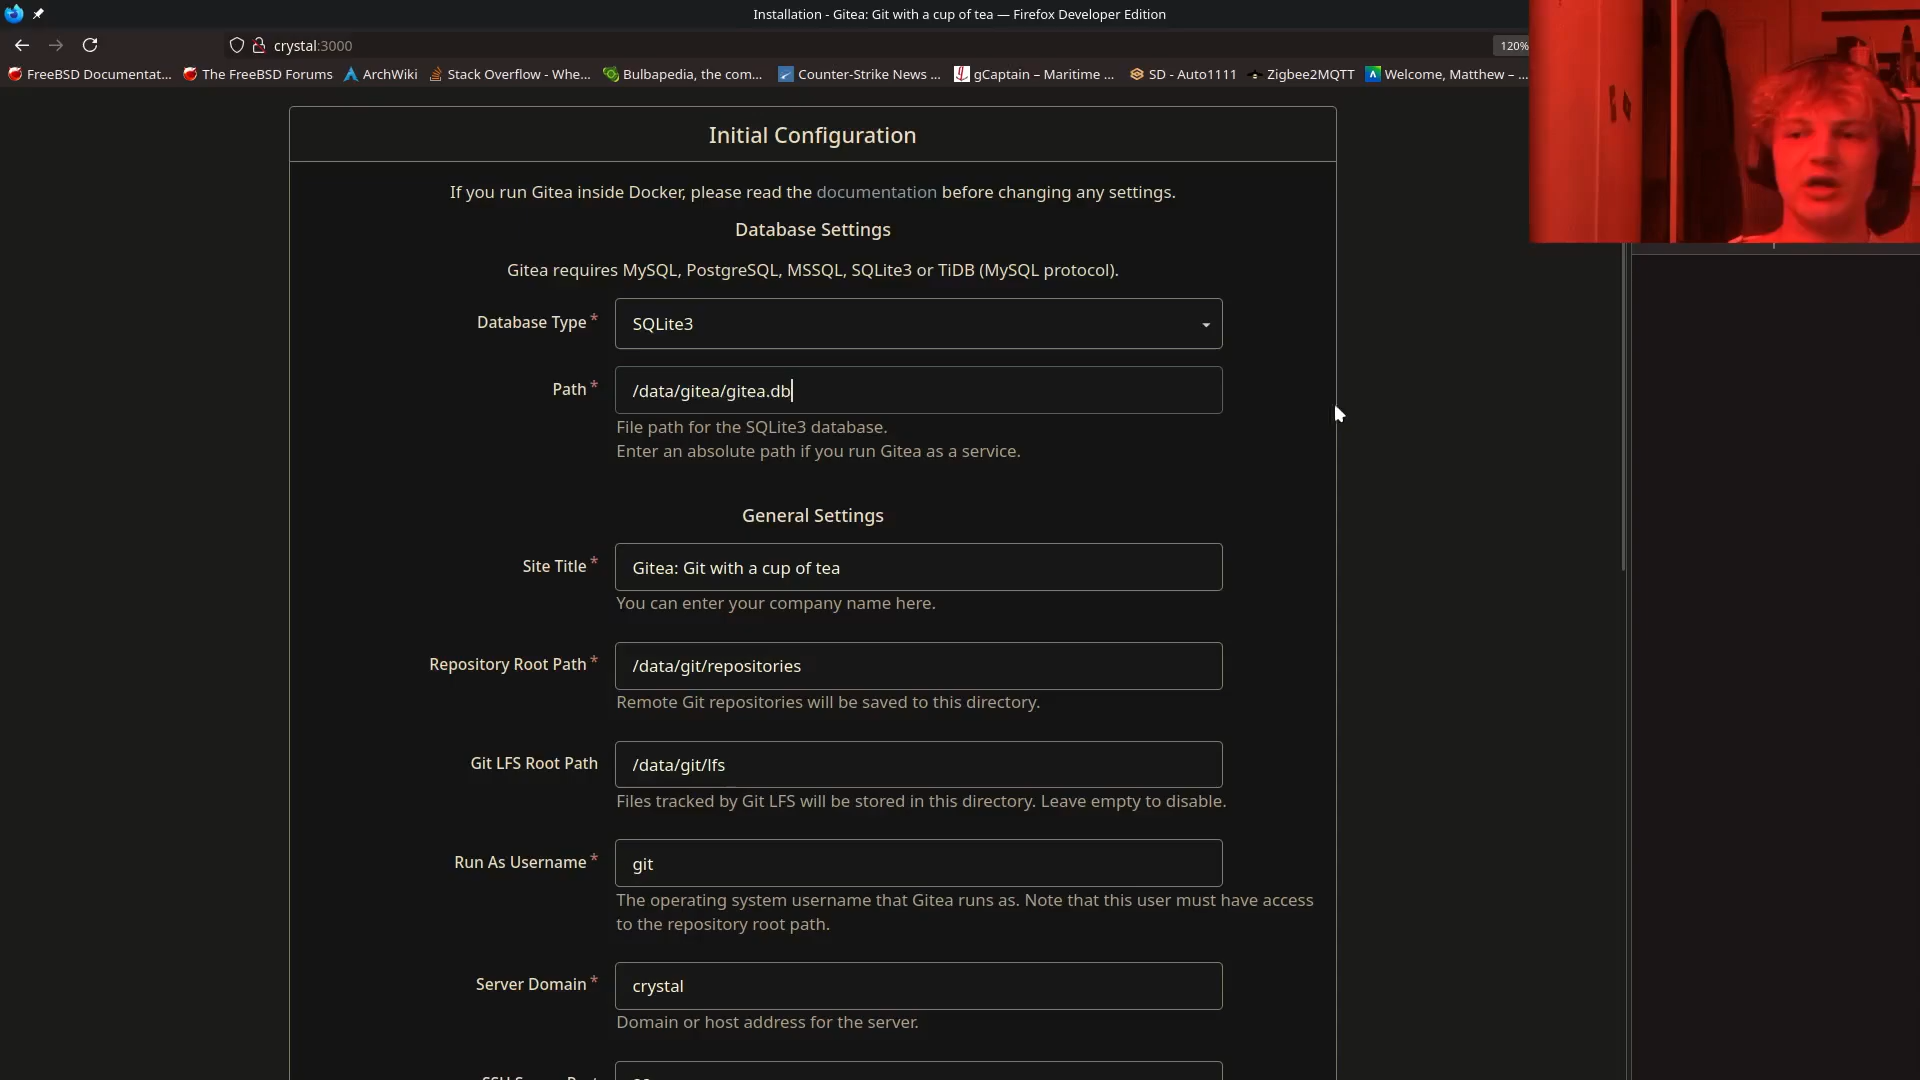 Installation - Gitea: Git with a cup of tea — Firefox Developer Edition
crystal:3000
120%
FreeBSD Documentat...
The FreeBSD Forums
ArchWiki
Stack Overflow - Whe...
Bulbapedia, the com...
Counter-Strike News ...
gCaptain – Maritime ...
SD - Auto1111
Zigbee2MQTT
Welcome, Matthew – ...
Initial Configuration
If you run Gitea inside Docker, please read the documentation before changing any settings.
Database Settings
Gitea requires MySQL, PostgreSQL, MSSQL, SQLite3 or TiDB (MySQL protocol).
Database Type *
SQLite3
Path *
/data/gitea/gitea.db
File path for the SQLite3 database.
Enter an absolute path if you run Gitea as a service.
General Settings
Site Title *
Gitea: Git with a cup of tea
You can enter your company name here.
Repository Root Path *
/data/git/repositories
Remote Git repositories will be saved to this directory.
Git LFS Root Path
/data/git/lfs
Files tracked by Git LFS will be stored in this directory. Leave empty to disable.
Run As Username *
git
The operating system username that Gitea runs as. Note that this user must have access
to the repository root path.
Server Domain *
crystal
Domain or host address for the server.